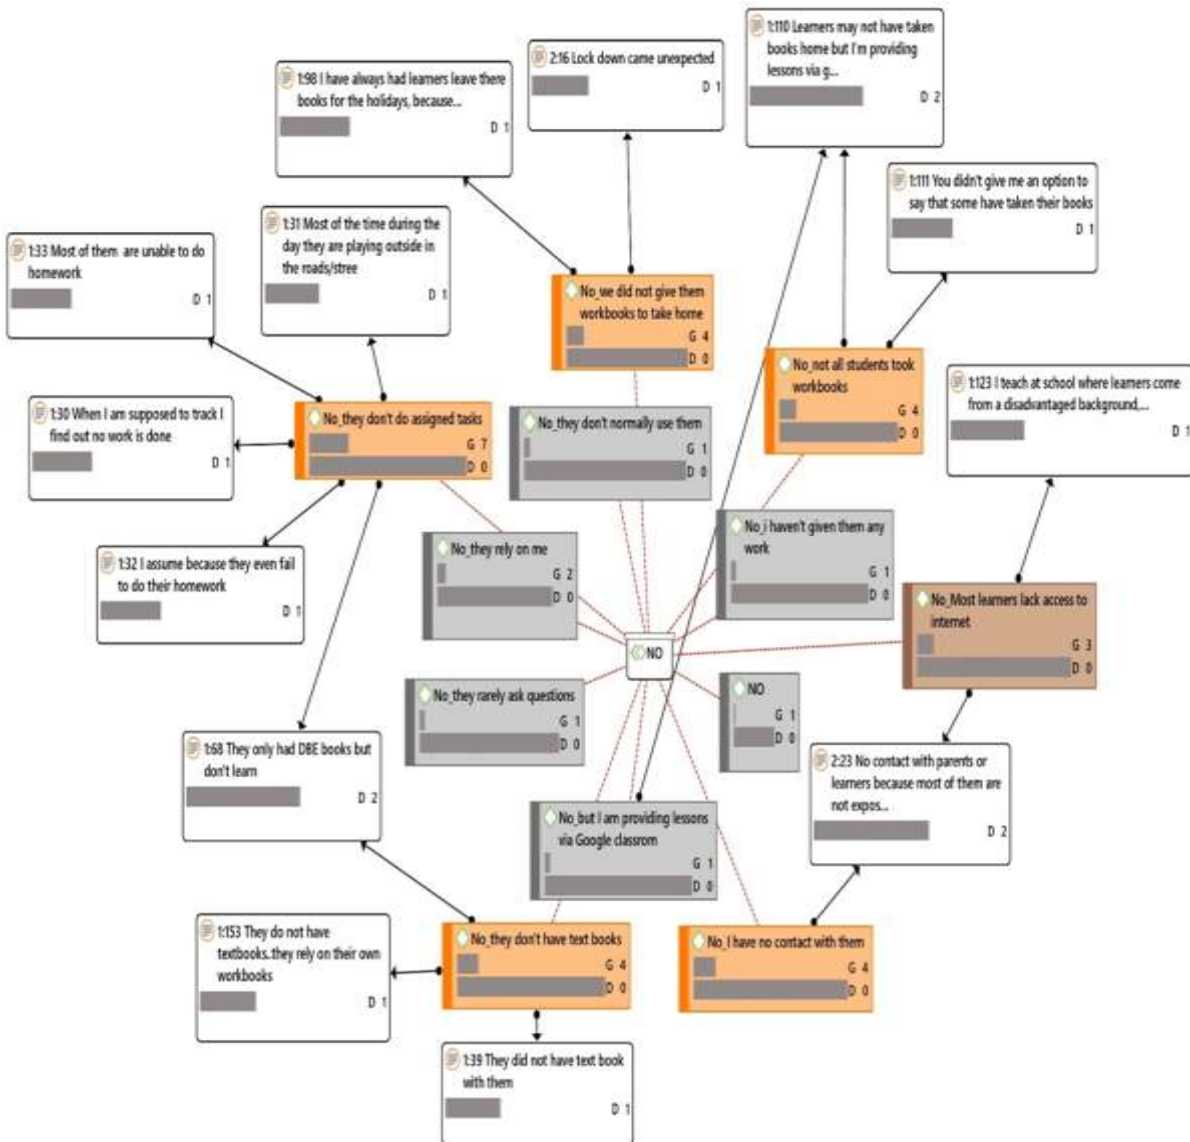 1:110 Learners may not have taken
books home but I'm providing
lessons via g...
D 2
2:16 Lock down came unexpected
D 1
1:98 I have always had learners leave there
books for the holidays, because...
D 1
1:111 You didn't give me an option to
say that some have taken their books
D 1
1:31 Most of the time during the
day they are playing outside in
the roads/stree
D 1
1:33 Most of them are unable to do
homework
D 1
No_we did not give them
workbooks to take home
G 4
D 0
No_not all students took
workbooks
G 4
D 0
1:123 I teach at school where learners come
from a disadvantaged background,...
D 1
1:30 When I am supposed to track I
find out no work is done
D 1
No_they don't do assigned tasks
G 7
D 0
No_they don't normally use them
G 1
D 0
No_they rely on me
G 2
D 0
No_i haven't given them any
work
G 1
D 0
1:32 I assume because they even fail
to do their homework
D 1
No_Most learners lack access to
internet
G 3
D 0
NO
No_they rarely ask questions
G 1
D 0
NO
G 1
D 0
1:68 They only had DBE books but
don't learn
D 2
2:23 No contact with parents or
learners because most of them are
not expos...
D 2
No_but I am providing lessons
via Google classrom
G 1
D 0
1:153 They do not have
textbooks..they rely on their own
workbooks
D 1
No_they don't have text books
G 4
D 0
No_I have no contact with them
G 4
D 0
1:39 They did not have text book
with them
D 1